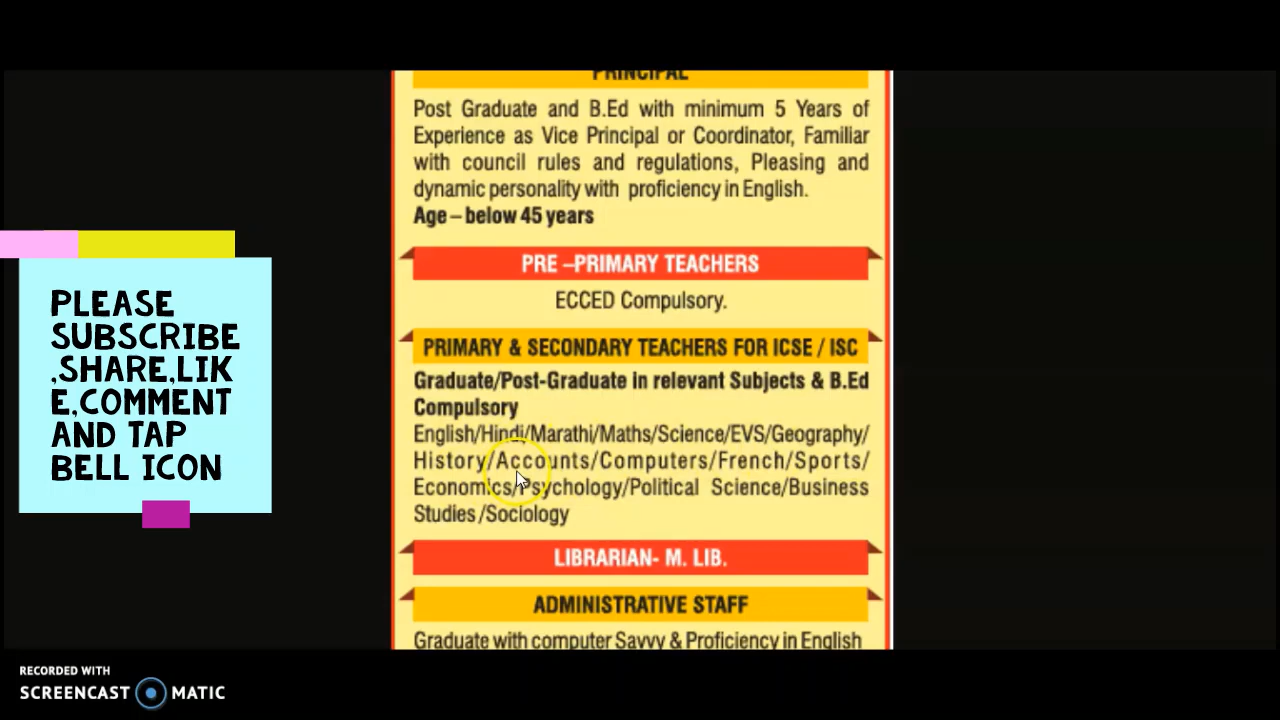 PRINCIPAL
Post Graduate and B.Ed with minimum 5 Years of
Experience as Vice Principal or Coordinator, Familiar
with council rules and regulations, Pleasing and
dynamic personality with proficiency in English.
Age – below 45 years
PRE –PRIMARY TEACHERS
ECCED Compulsory.
PRIMARY & SECONDARY TEACHERS FOR ICSE / ISC
Graduate/Post-Graduate in relevant Subjects & B.Ed
Compulsory
English/Hindi/Marathi/Maths/Science/EVS/Geography/
History/Accounts/Computers/French/Sports/
Economics/Psychology/Political Science/Business
Studies /Sociology
LIBRARIAN- M. LIB.
ADMINISTRATIVE STAFF
Graduate with computer Savvy & Proficiency in English
PLEASE
SUBSCRIBE
,SHARE,LIK
E,COMMENT
AND TAP
BELL ICON
RECORDED WITH
SCREENCAST MATIC